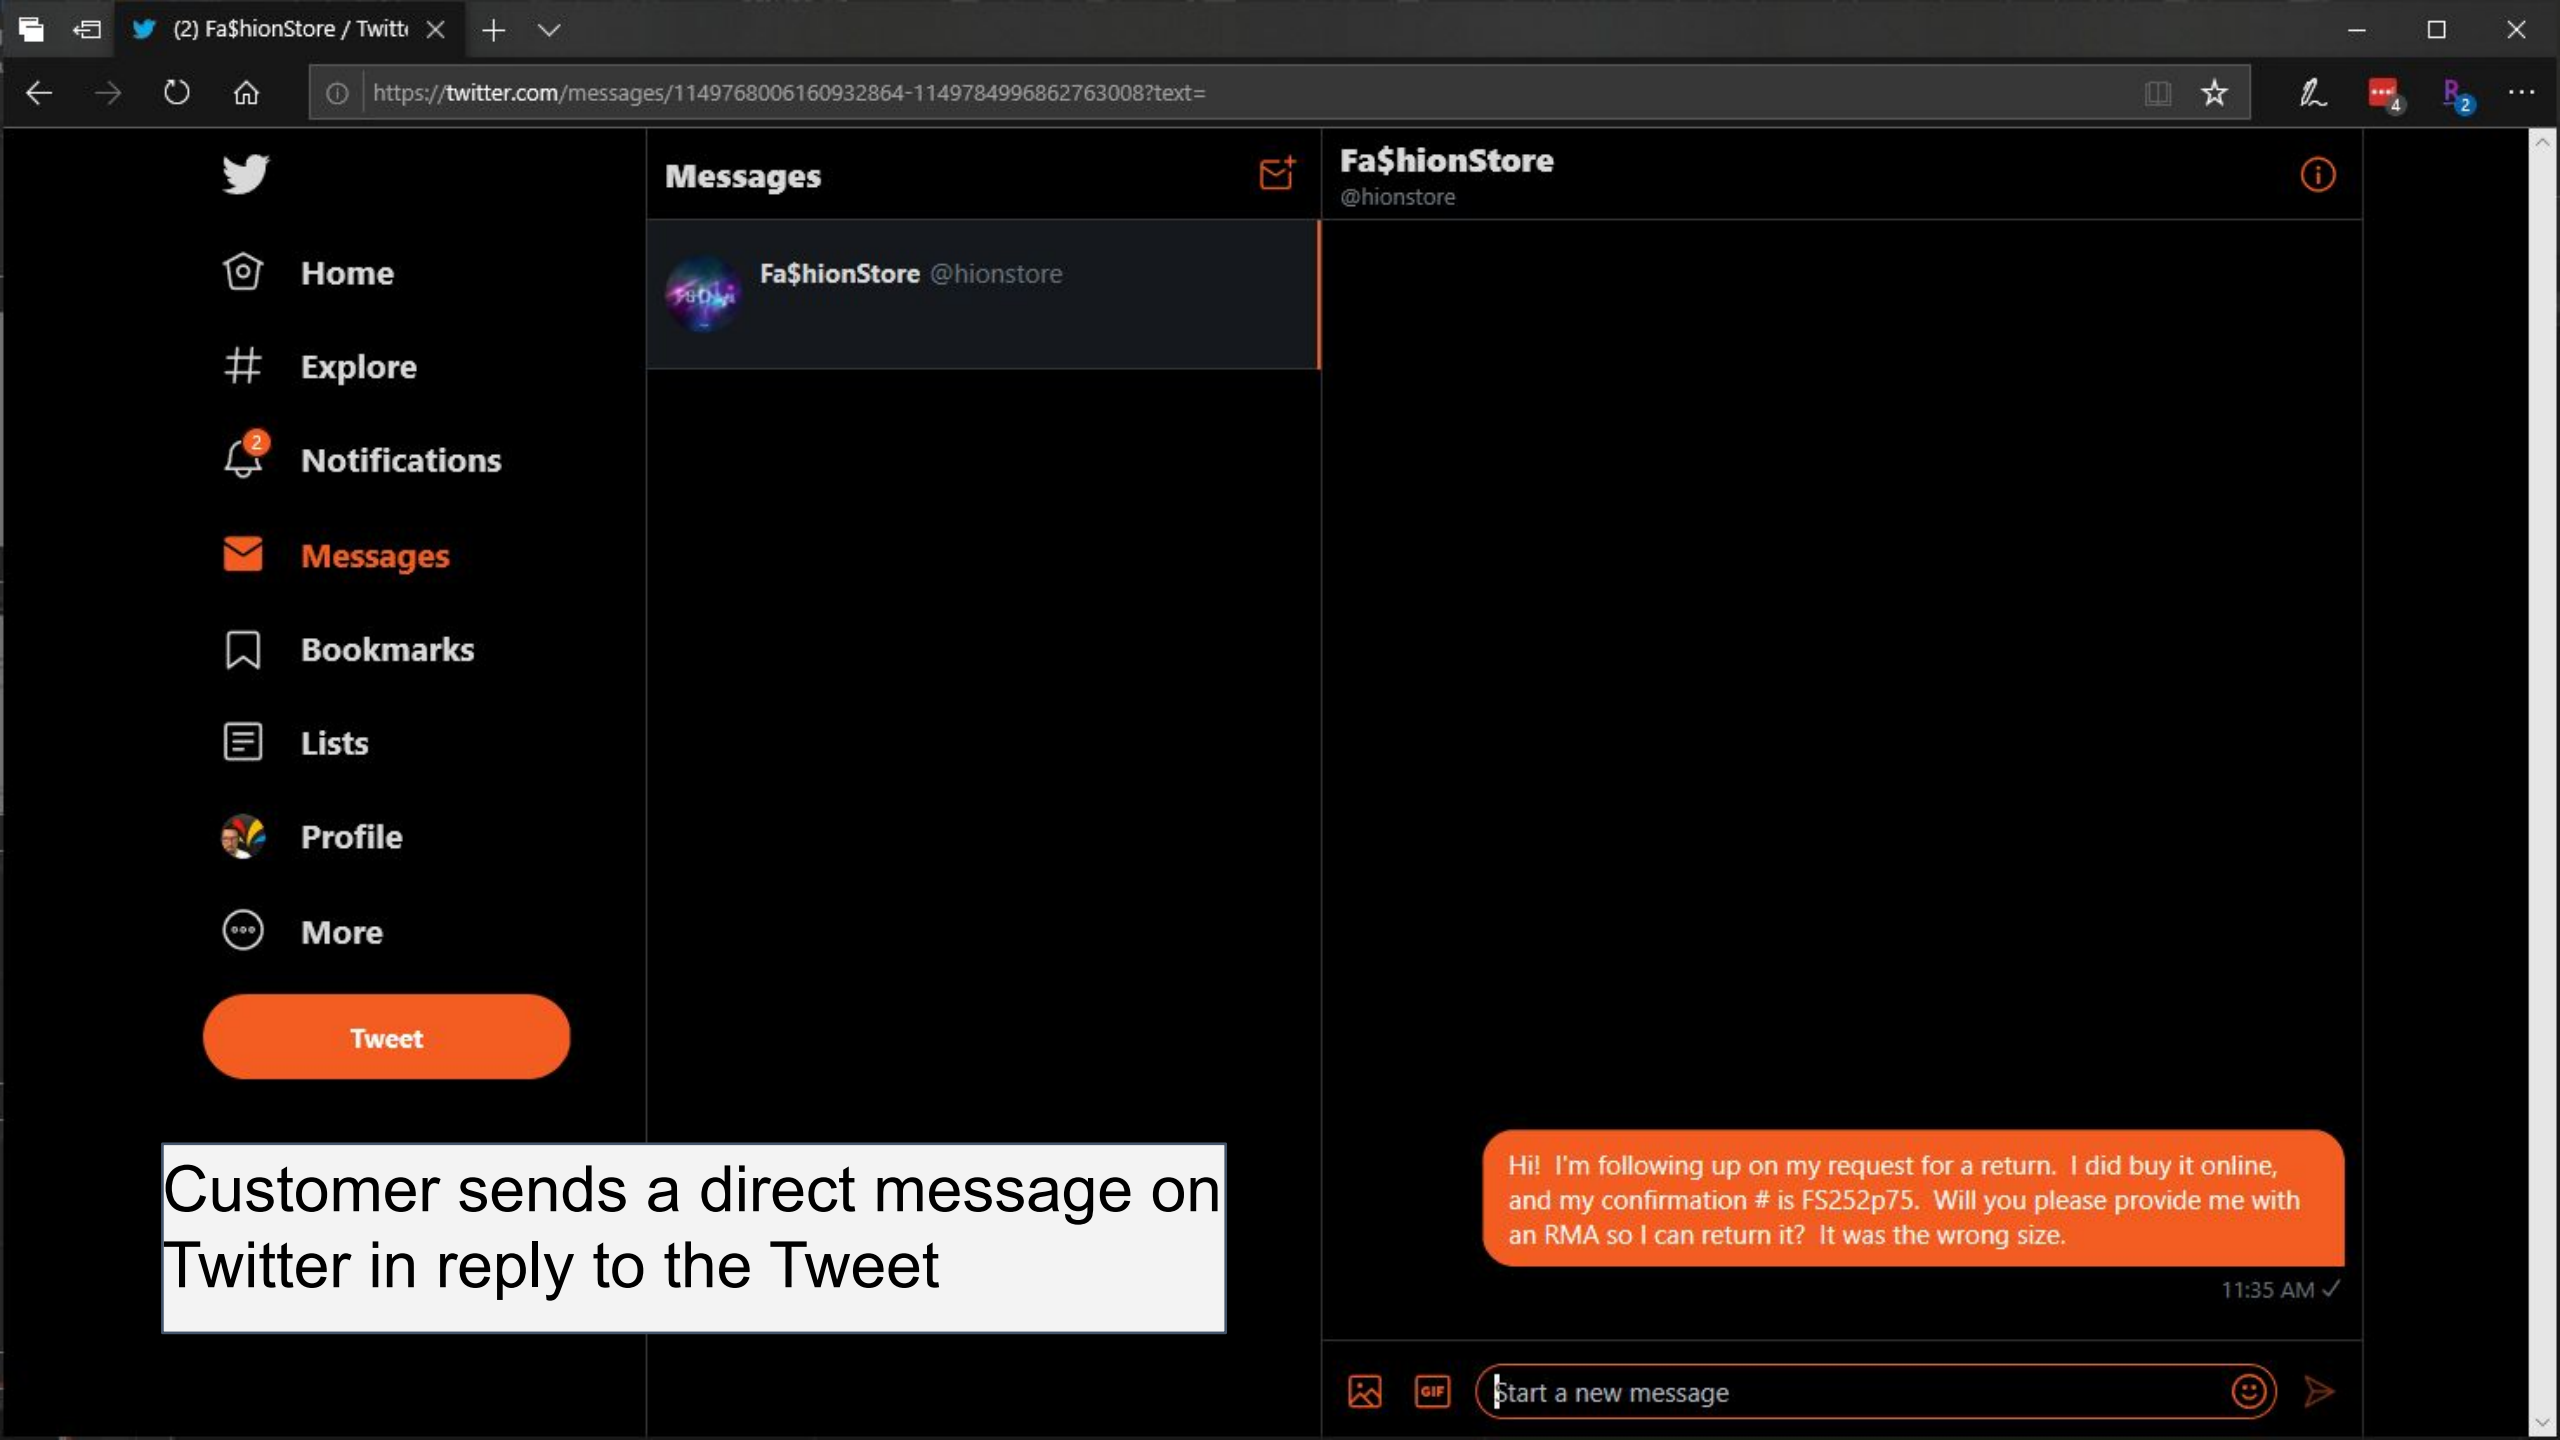 (2) Fa$hionStore / Twitt
https://twitter.com/messages/1149768006160932864-1149784996862763008?text=
4
R
2
Home
Explore
2
Notifications
Messages
Bookmarks
Lists
Profile
More
Tweet
Messages
Fa$hionStore @hionstore
Fa$hionStore
@hionstore
Hi!  I'm following up on my request for a return.  I did buy it online,
and my confirmation # is FS252p75.  Will you please provide me with
an RMA so I can return it?  It was the wrong size.
11:35 AM
GIF
Start a new message
Customer sends a direct message on
Twitter in reply to the Tweet